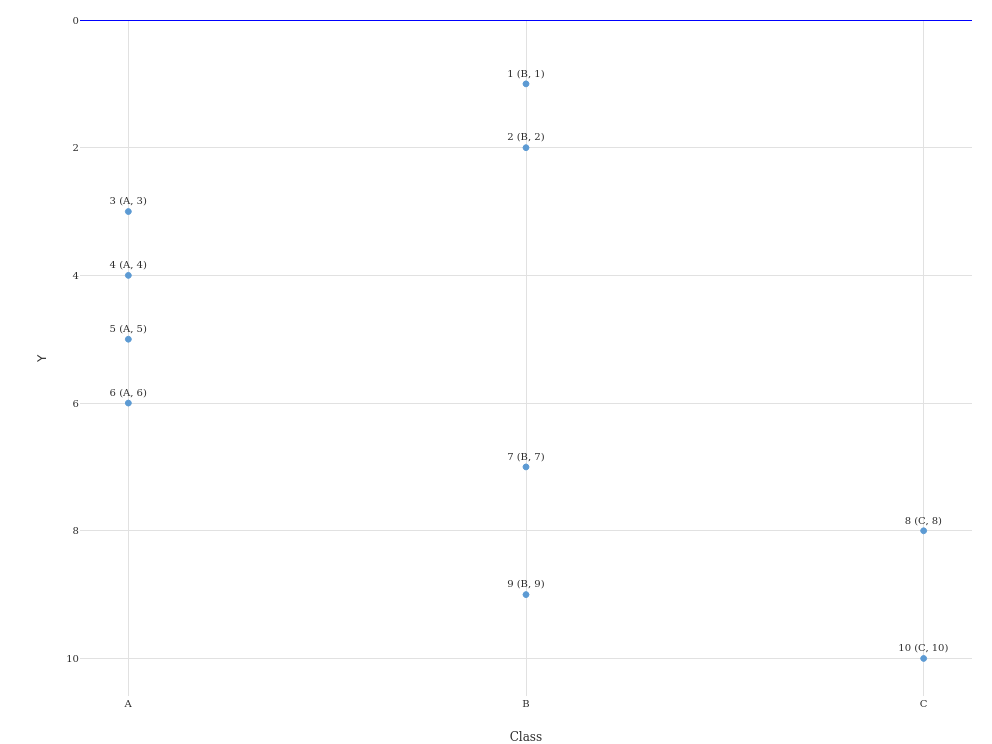 0
1 (B, 1)
2 (B, 2)
2
3 (A, 3)
4 (A, 4)
4
5 (A, 5)
Y
6 (A, 6)
6
7 (B, 7)
8 (C, 8)
8
9 (B, 9)
10 (C, 10)
10
A B C
Class